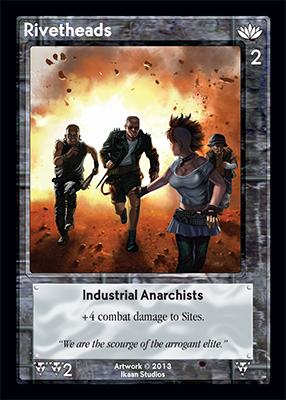 Rivetheads
2
Industrial Anarchists
+4 combat damage to Sites.
"We are the scourge of the arrogant elite."
2
Artwork © 2013
Ikaan Studios